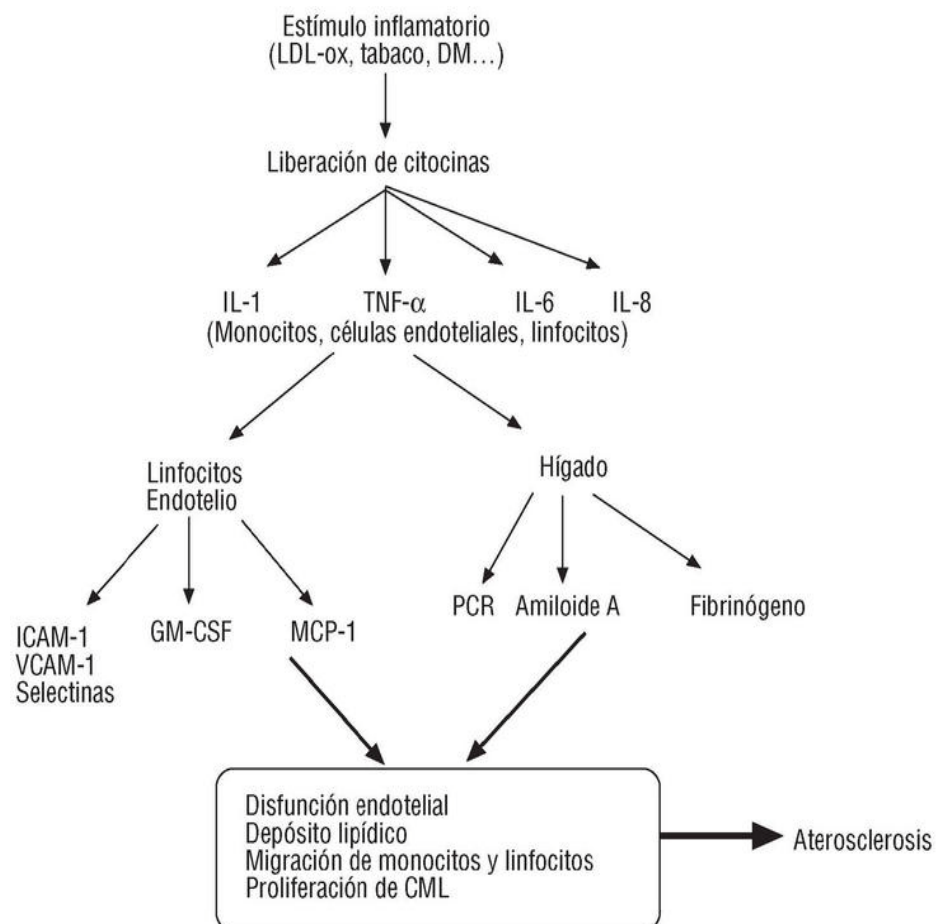 Estímulo inflamatorio
(LDL-ox, tabaco, DM…)
Liberación de citocinas
IL-1 TNF-α IL-6 IL-8
(Monocitos, células endoteliales, linfocitos)
Linfocitos
Endotelio
Hígado
ICAM-1
VCAM-1
Selectinas
GM-CSF
MCP-1
PCR Amiloide A Fibrinógeno
Disfunción endotelial
Depósito lipídico
Migración de monocitos y linfocitos
Proliferación de CML
Aterosclerosis